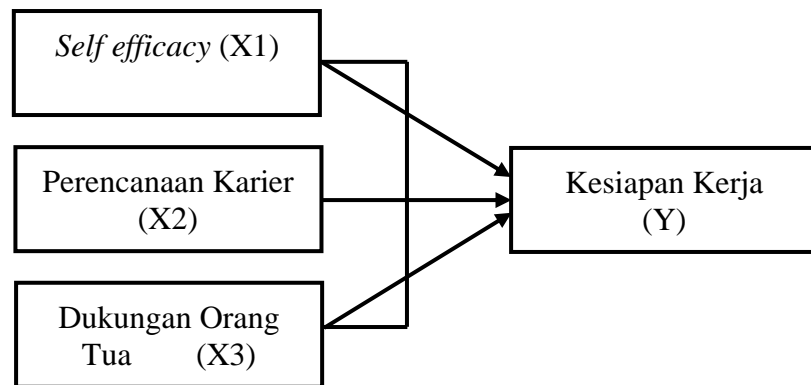 Self efficacy (X1)
Perencanaan Karier
(X2)
Kesiapan Kerja
(Y)
Dukungan Orang
Tua (X3)